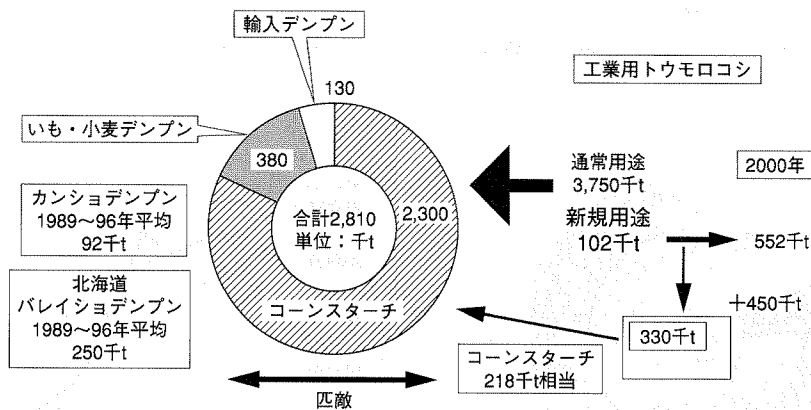 輸入デンプン
130
工業用トウモロコシ
いも・小麦デンプン
380
通常用途
3,750千t
2000年
カンショデンプン
1989～96年平均
92千t
合計2,810
単位：千t
2,300
新規用途
102千t
552千t
北海道
バレイショデンプン
1989～96年平均
250千t
コーンスターチ
＋450千t
330千t
コーンスターチ
218千t相当
匹敵